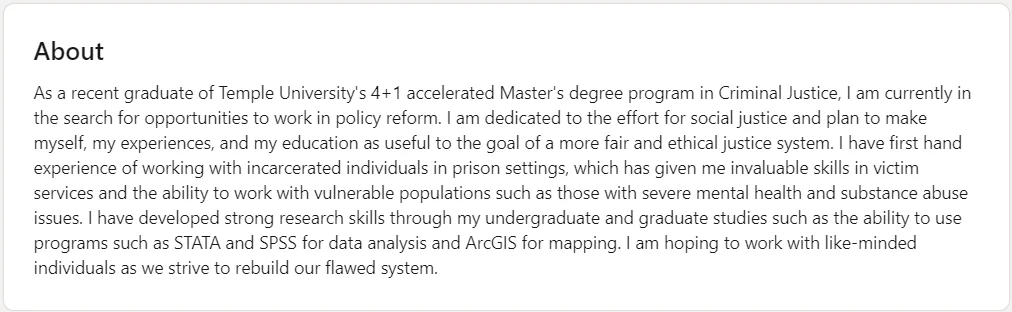 About
As a recent graduate of Temple University's 4+1 accelerated Master's degree program in Criminal Justice, I am currently in
the search for opportunities to work in policy reform. I am dedicated to the effort for social justice and plan to make
myself, my experiences, and my education as useful to the goal of a more fair and ethical justice system. I have first hand
experience of working with incarcerated individuals in prison settings, which has given me invaluable skills in victim
services and the ability to work with vulnerable populations such as those with severe mental health and substance abuse
issues. I have developed strong research skills through my undergraduate and graduate studies such as the ability to use
programs such as STATA and SPSS for data analysis and ArcGIS for mapping. I am hoping to work with like-minded
individuals as we strive to rebuild our flawed system.